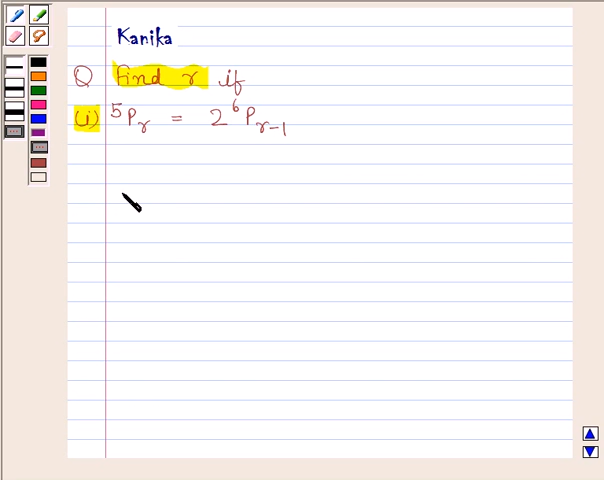 Kanika
Q Find r if
(i) ⁵Pᵣ = 2 ⁶Pᵣ₋₁